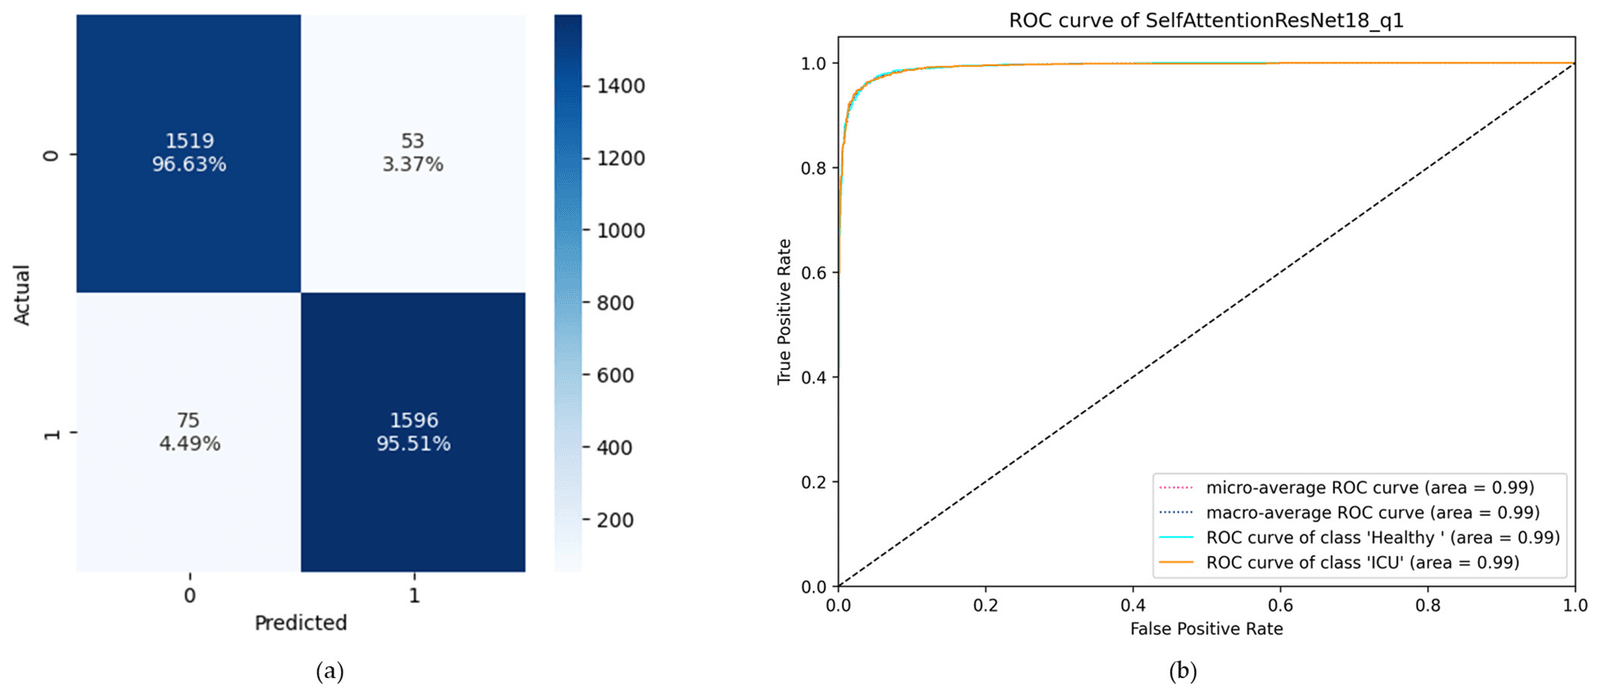 1519
96.63%
53
3.37%
75
4.49%
1596
95.51%
0
1
Actual
0
1
Predicted
1400
1200
1000
800
600
400
200
(a)
ROC curve of SelfAttentionResNet18_q1
1.0
0.8
0.6
0.4
0.2
0.0
True Positive Rate
micro-average ROC curve (area = 0.99)
macro-average ROC curve (area = 0.99)
ROC curve of class 'Healthy ' (area = 0.99)
ROC curve of class 'ICU' (area = 0.99)
0.0
0.2
0.4
0.6
0.8
1.0
False Positive Rate
(b)